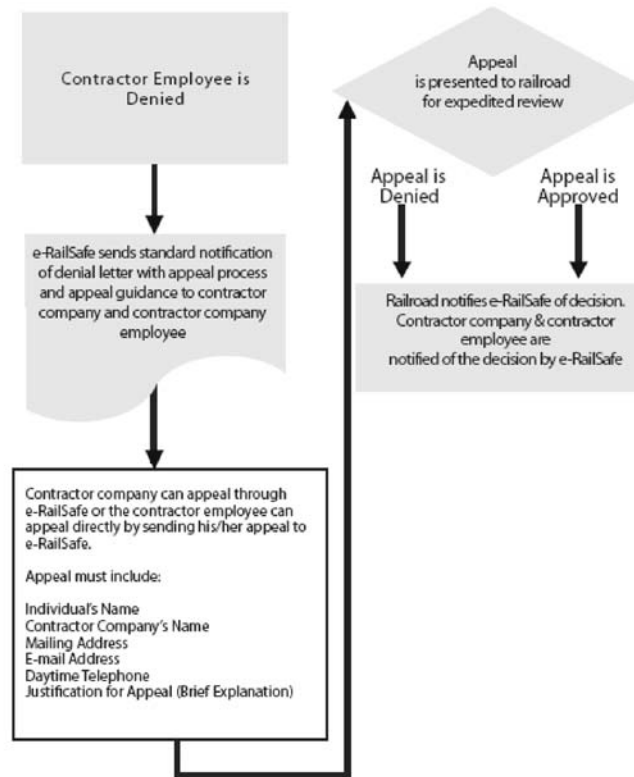 Contractor Employee is
Denied
e-RailSafe sends standard notification
of denial letter with appeal process
and appeal guidance to contractor
company and contractor company
employee
Contractor company can appeal through
e-RailSafe or the contractor employee can
appeal directly by sending his/her appeal to
e-RailSafe.
Appeal must include:
Individual's Name
Contractor Company's Name
Mailing Address
E-mail Address
Daytime Telephone
Justification for Appeal (Brief Explanation)
Appeal
is presented to railroad
for expedited review
Appeal is
Denied
Appeal is
Approved
Railroad notifies e-RailSafe of decision.
Contractor company & contractor
employee are
notified of the decision by e-RailSafe